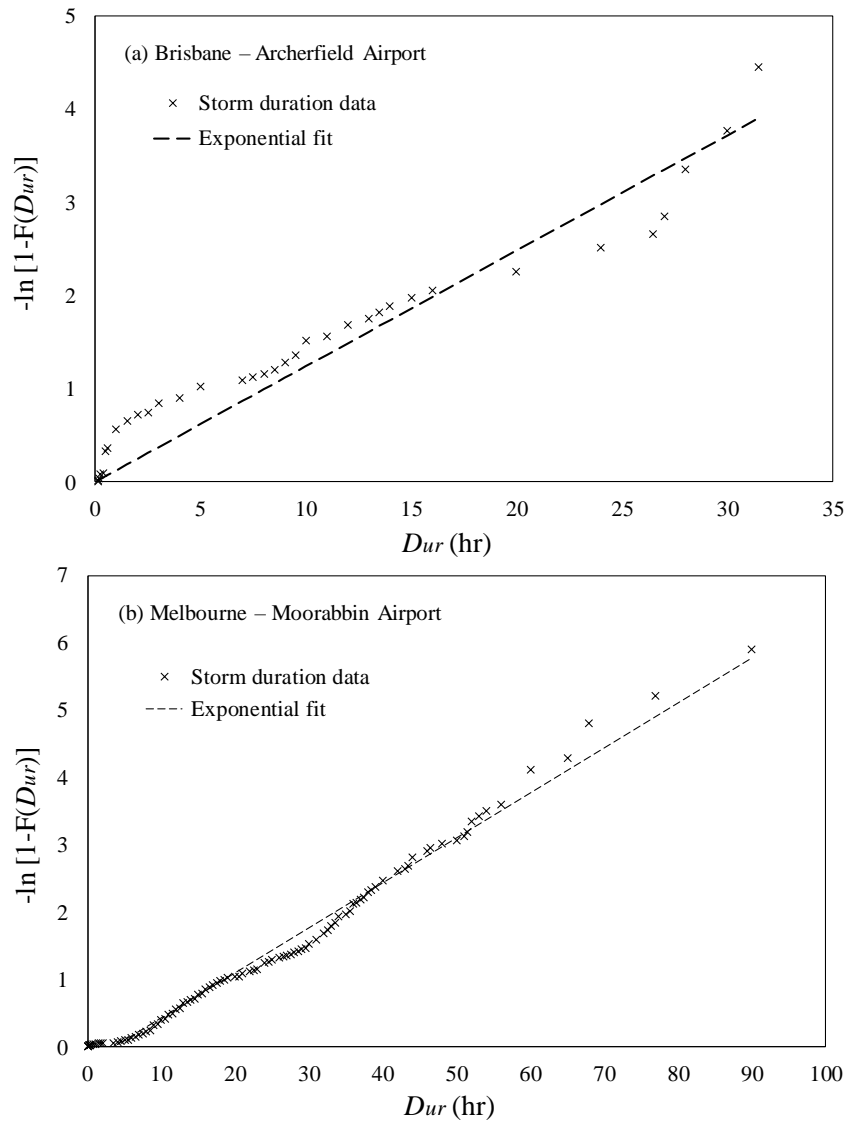 5
(a) Brisbane – Archerfield Airport
× Storm duration data
Exponential fit
4
3
2
1
0
-ln [1-F(Dur)]
0 5 10 15 20 25 30 35
Dur (hr)
7
(b) Melbourne – Moorabbin Airport
6
× Storm duration data
Exponential fit
5
4
3
2
1
0
-ln [1-F(Dur)]
0 10 20 30 40 50 60 70 80 90 100
Dur (hr)